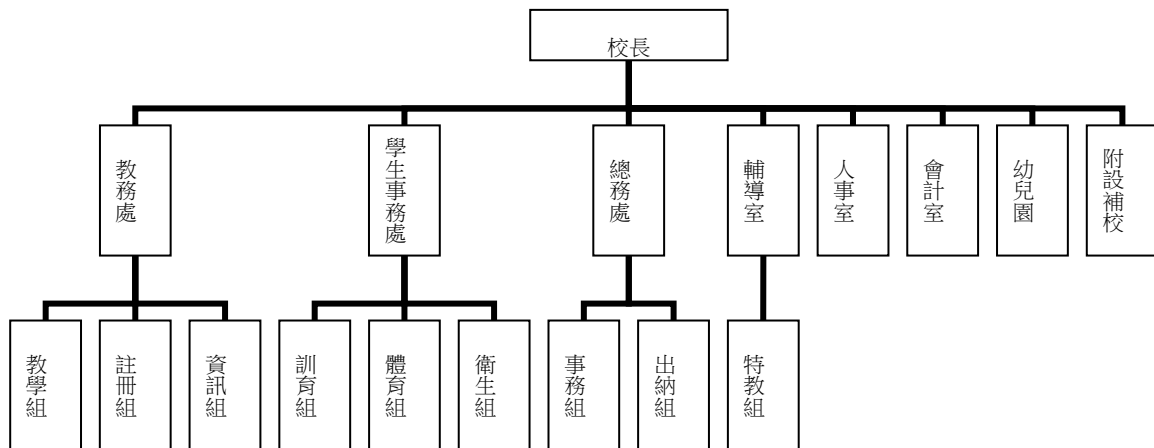 校長
教務處
學生事務處
總務處
輔導室
人事室
會計室
幼兒園
附設補校
教學組
註冊組
資訊組
訓育組
體育組
衛生組
事務組
出納組
特教組